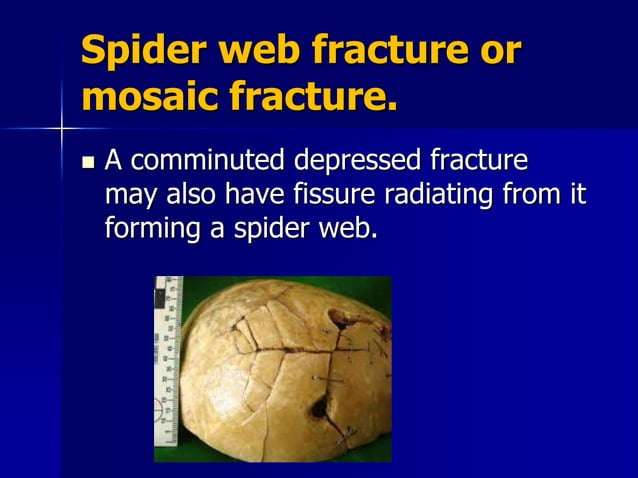 Spider web fracture or
mosaic fracture.
A comminuted depressed fracture
may also have fissure radiating from it
forming a spider web.